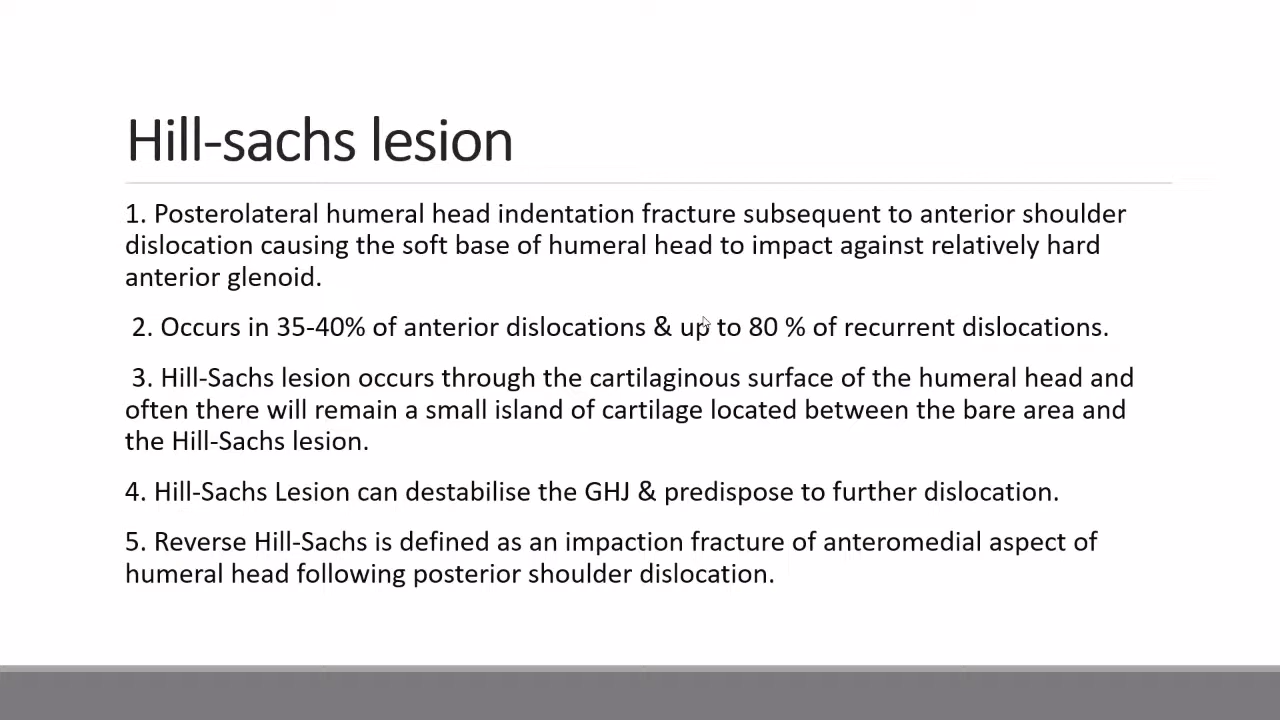 Hill-sachs lesion
1. Posterolateral humeral head indentation fracture subsequent to anterior shoulder
dislocation causing the soft base of humeral head to impact against relatively hard
anterior glenoid.
2. Occurs in 35-40% of anterior dislocations & up to 80 % of recurrent dislocations.
3. Hill-Sachs lesion occurs through the cartilaginous surface of the humeral head and
often there will remain a small island of cartilage located between the bare area and
the Hill-Sachs lesion.
4. Hill-Sachs Lesion can destabilise the GHJ & predispose to further dislocation.
5. Reverse Hill-Sachs is defined as an impaction fracture of anteromedial aspect of
humeral head following posterior shoulder dislocation.